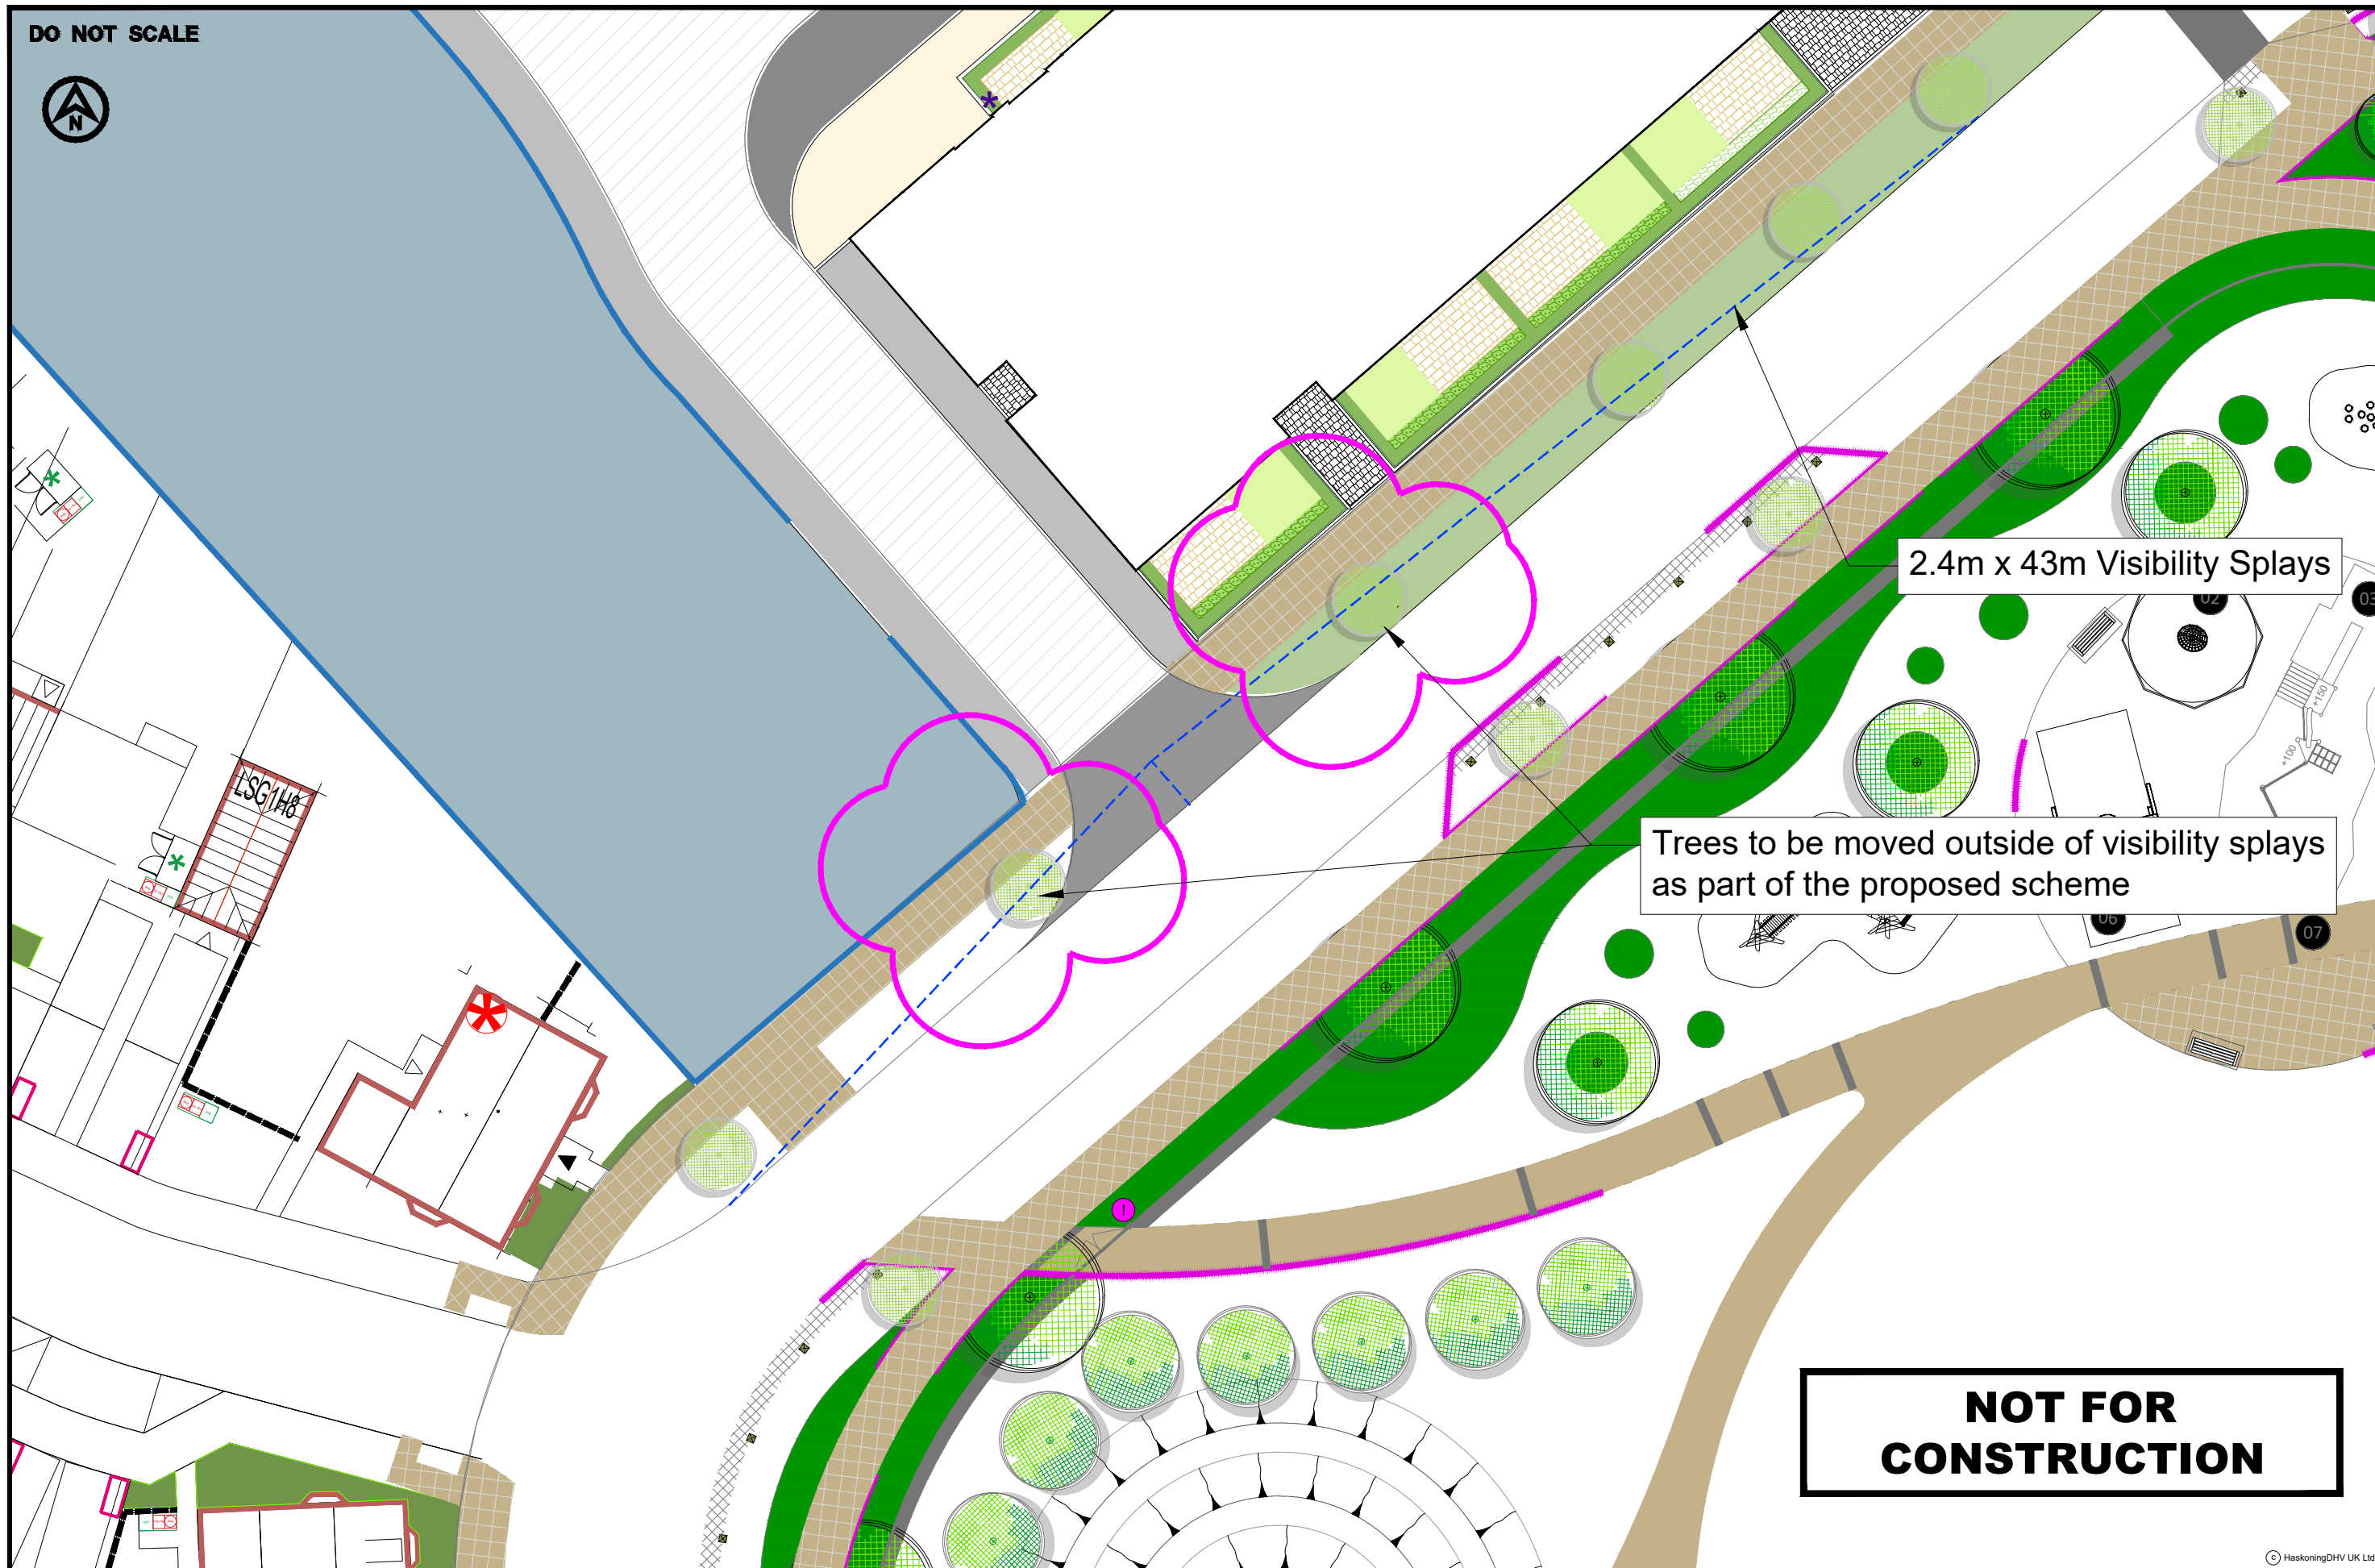 DO NOT SCALE
N
2.4m x 43m Visibility Splays
02
03
+150
+100
Trees to be moved outside of visibility splays
as part of the proposed scheme
06
07
LSG1H8
!
NOT FOR
CONSTRUCTION
c HaskoningDHV UK Ltd